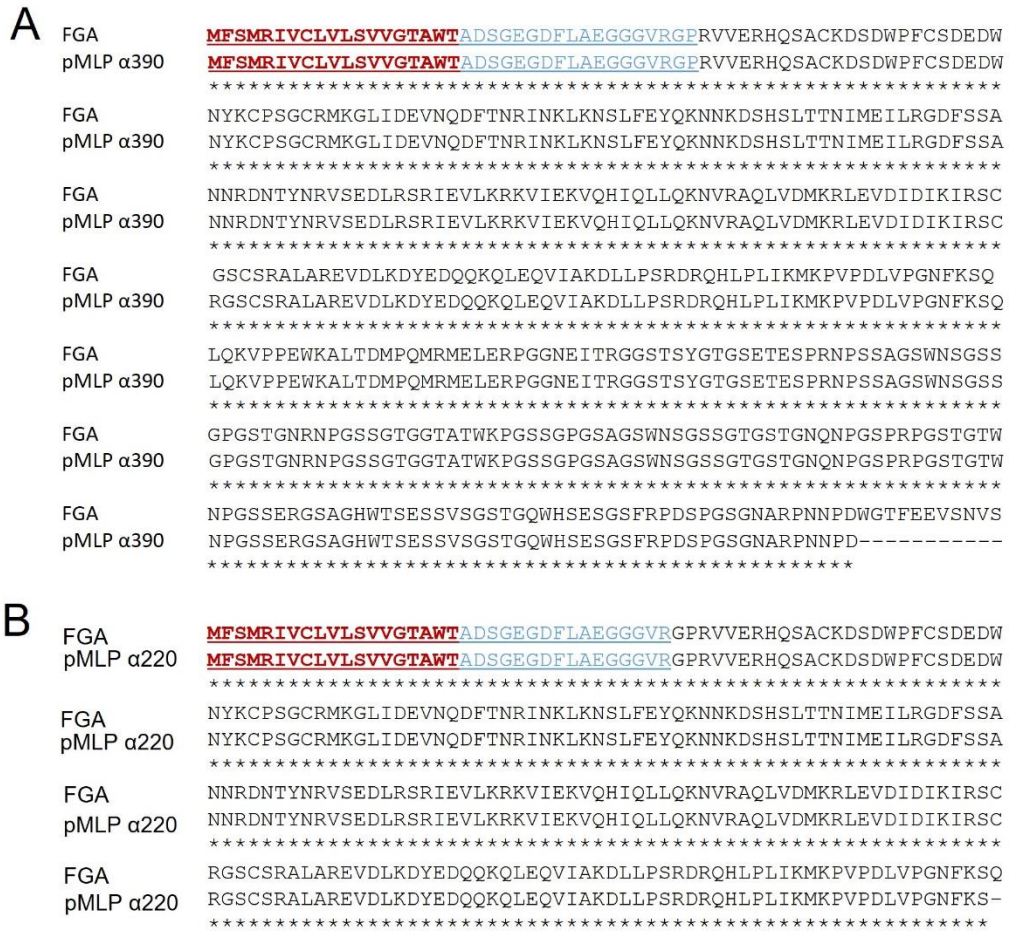 A
FGA MFSMRIVCLVLSVVGTAWTADSGEGDFLAEGGGVRGPRVVERHQSACKDSDWPFCSDEDW
pMLP α390 MFSMRIVCLVLSVVGTAWTADSGEGDFLAEGGGVRGPRVVERHQSACKDSDWPFCSDEDW
************************************************************
FGA NYKCPSGCRMKGLIDEVNQDFTNRINKLKNSLFEYQKNNKDSHSLTTNIMEILRGDFSSA
pMLP α390 NYKCPSGCRMKGLIDEVNQDFTNRINKLKNSLFEYQKNNKDSHSLTTNIMEILRGDFSSA
************************************************************
FGA NNRDNTYNRVSEDLRSRIEVLKRKVIEKVQHIQLLQKNVRAQLVDMKRLEVDIDIKIRSC
pMLP α390 NNRDNTYNRVSEDLRSRIEVLKRKVIEKVQHIQLLQKNVRAQLVDMKRLEVDIDIKIRSC
************************************************************
FGA GSCSRALAREVDLKDYEDQQKQLEQVIAKDLLPSRDRQHLPLIKMKPVPDLVPGNFKSQ
pMLP α390 RGSCSRALAREVDLKDYEDQQKQLEQVIAKDLLPSRDRQHLPLIKMKPVPDLVPGNFKSQ
************************************************************
FGA LQKVPPEWKALTDMPQMRMELERPGGNEITRGGSTSYGTGSETESPRNPSSAGSWNSGSS
pMLP α390 LQKVPPEWKALTDMPQMRMELERPGGNEITRGGSTSYGTGSETESPRNPSSAGSWNSGSS
************************************************************
FGA GPGSTGNRNPGSSGTGGTATWKPGSSGPGSAGSWNSGSSGTGSTGNQNPGSPRPGSTGTW
pMLP α390 GPGSTGNRNPGSSGTGGTATWKPGSSGPGSAGSWNSGSSGTGSTGNQNPGSPRPGSTGTW
************************************************************
FGA NPGSSERGSAGHWTSESSVSGSTGQWHSESGSFRPDSPGSGNARPNNPDWGTFEEVSNVS
pMLP α390 NPGSSERGSAGHWTSESSVSGSTGQWHSESGSFRPDSPGSGNARPNNPD-----------
*************************************************
B
FGA MFSMRIVCLVLSVVGTAWTADSGEGDFLAEGGGVRGPRVVERHQSACKDSDWPFCSDEDW
pMLP α220 MFSMRIVCLVLSVVGTAWTADSGEGDFLAEGGGVRGPRVVERHQSACKDSDWPFCSDEDW
************************************************************
FGA NYKCPSGCRMKGLIDEVNQDFTNRINKLKNSLFEYQKNNKDSHSLTTNIMEILRGDFSSA
pMLP α220 NYKCPSGCRMKGLIDEVNQDFTNRINKLKNSLFEYQKNNKDSHSLTTNIMEILRGDFSSA
************************************************************
FGA NNRDNTYNRVSEDLRSRIEVLKRKVIEKVQHIQLLQKNVRAQLVDMKRLEVDIDIKIRSC
pMLP α220 NNRDNTYNRVSEDLRSRIEVLKRKVIEKVQHIQLLQKNVRAQLVDMKRLEVDIDIKIRSC
************************************************************
FGA RGSCSRALAREVDLKDYEDQQKQLEQVIAKDLLPSRDRQHLPLIKMKPVPDLVPGNFKSQ
pMLP α220 RGSCSRALAREVDLKDYEDQQKQLEQVIAKDLLPSRDRQHLPLIKMKPVPDLVPGNFKS-
***********************************************************